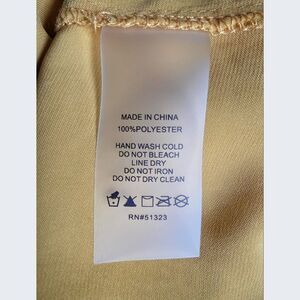 MADE IN CHINA
100%POLYESTER
HAND WASH COLD
DO NOT BLEACH
LINE DRY
DO NOT IRON
DO NOT DRY CLEAN
RN#51323